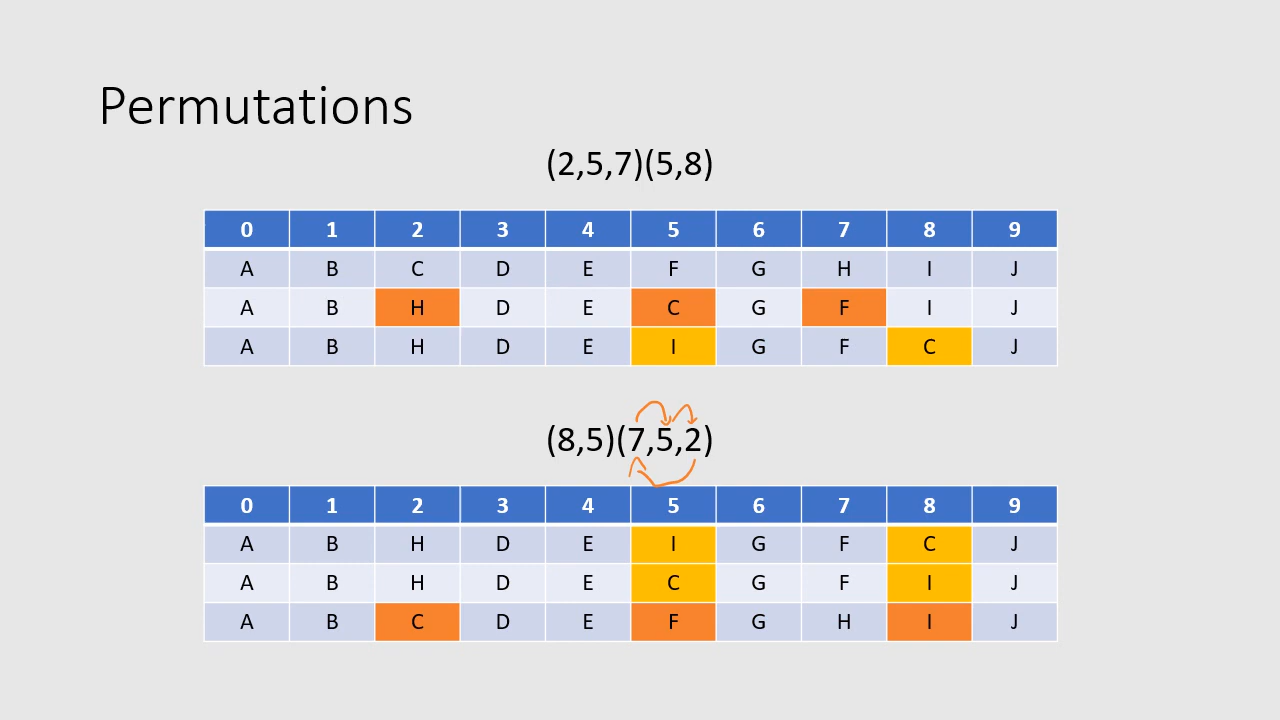 Permutations
(2,5,7)(5,8)
0 1 2 3 4 5 6 7 8 9
A B C D E F G H I J
A B H D E C G F I J
A B H D E I G F C J
(8,5)(7,5,2)
0 1 2 3 4 5 6 7 8 9
A B H D E I G F C J
A B H D E C G F I J
A B C D E F G H I J